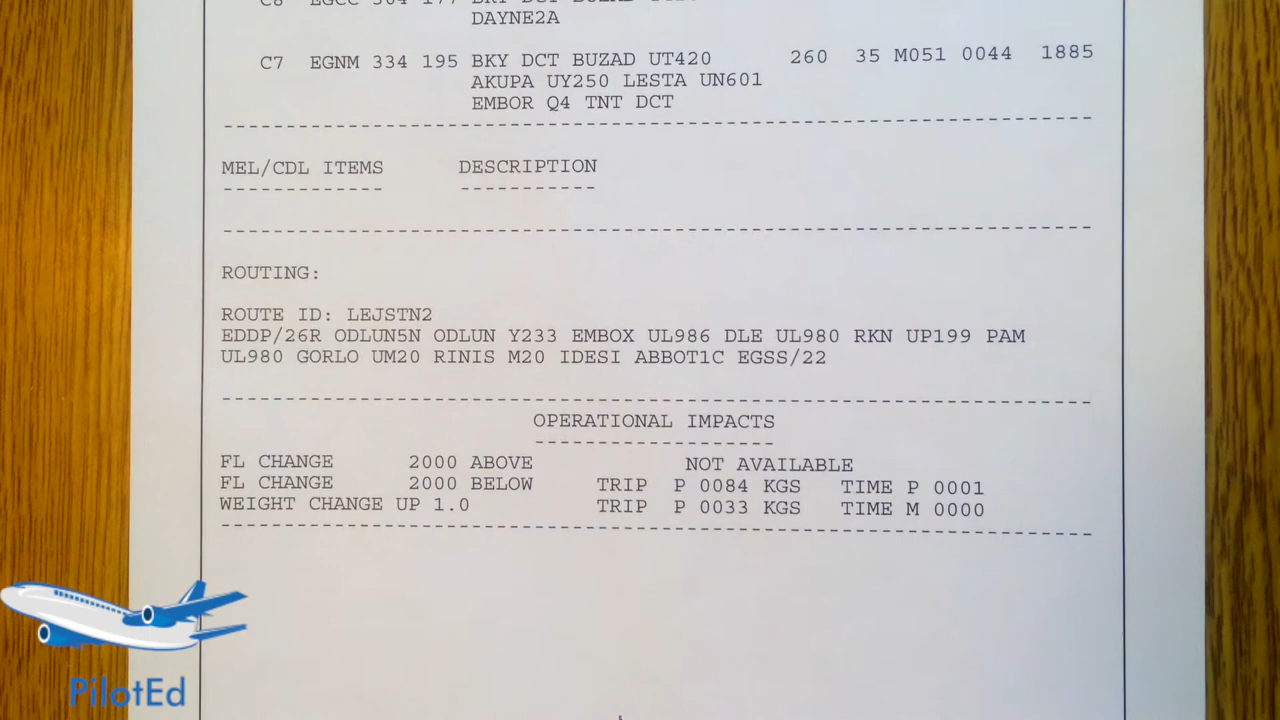 DAYNE2A
C7 EGNM 334 195 BKY DCT BUZAD UT420 260 35 M051 0044 1885
AKUPA UY250 LESTA UN601
EMBOR Q4 TNT DCT
MEL/CDL ITEMS DESCRIPTION
ROUTING:
ROUTE ID: LEJSTN2
EDDP/26R ODLUN5N ODLUN Y233 EMBOX UL986 DLE UL980 RKN UP199 PAM
UL980 GORLO UM20 RINIS M20 IDESI ABBOT1C EGSS/22
OPERATIONAL IMPACTS
FL CHANGE 2000 ABOVE NOT AVAILABLE
FL CHANGE 2000 BELOW TRIP P 0084 KGS TIME P 0001
WEIGHT CHANGE UP 1.0 TRIP P 0033 KGS TIME M 0000
PilotEd